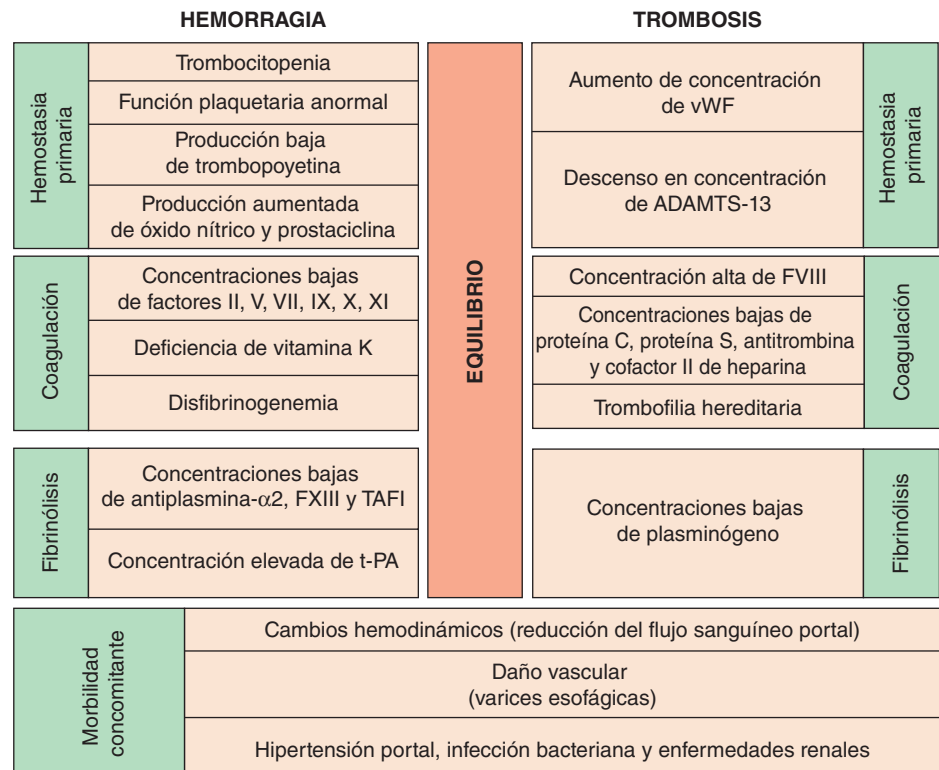 HEMORRAGIA
TROMBOSIS
Hemostasia
primaria
Trombocitopenia
Función plaquetaria anormal
Producción baja
de trombopoyetina
Producción aumentada
de óxido nítrico y prostaciclina
Coagulación
Concentraciones bajas
de factores II, V, VII, IX, X, XI
Deficiencia de vitamina K
Disfibrinogenemia
Fibrinólisis
Concentraciones bajas
de antiplasmina-α2, FXIII y TAFI
Concentración elevada de t-PA
EQUILIBRIO
Aumento de concentración
de vWF
Descenso en concentración
de ADAMTS-13
Hemostasia
primaria
Concentración alta de FVIII
Concentraciones bajas de
proteína C, proteína S, antitrombina
y cofactor II de heparina
Trombofilia hereditaria
Coagulación
Concentraciones bajas
de plasminógeno
Fibrinólisis
Morbilidad
concomitante
Cambios hemodinámicos (reducción del flujo sanguíneo portal)
Daño vascular
(varices esofágicas)
Hipertensión portal, infección bacteriana y enfermedades renales